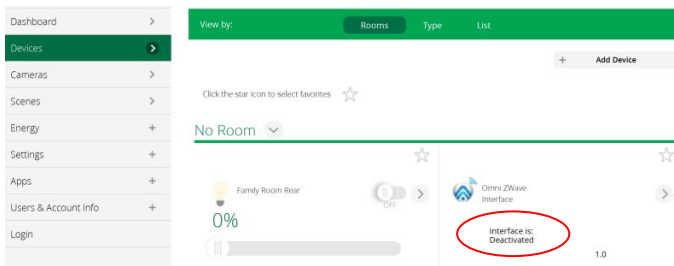 Dashboard
Devices
Cameras
Scenes
Energy
Settings
Apps
Users & Account Info
Login
View by: Rooms Type List
+ Add Device
Click the star icon to select favorites
No Room
Family Room Rear
OFF
0%
Omni ZWave
Interface
Interface is:
Deactivated
1.0